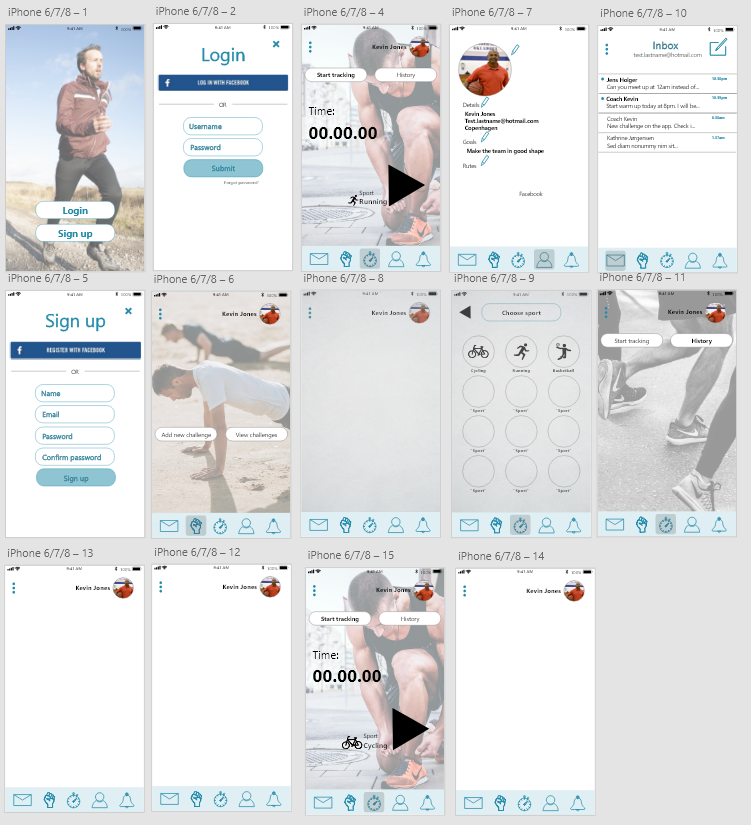 iPhone 6/7/8 – 1
9:41 AM
100%
Login
Sign up
iPhone 6/7/8 – 2
9:41 AM
100%
Login
LOG IN WITH FACEBOOK
OR
Username
Password
Submit
Forgot password?
iPhone 6/7/8 – 4
9:41 AM
100%
Kevin Jones
Start tracking
History
Time:
00.00.00
Sport
Running
iPhone 6/7/8 – 7
9:41 AM
100%
Details
Kevin Jones
Test.lastname@hotmail.com
Copenhagen
Goals
Make the team in good shape
Rutes
Facebook
iPhone 6/7/8 – 10
9:41 AM
100%
Inbox
test.lastname@hotmail.com
Jens Holger
Can you meet up at 12am instead of...
Coach Kevin
Start warm up today at 8pm. I will be...
Coach Kevin
New challenge on the app. Check i...
Kathrine Jørgensen
Sed diam nonummy nim sit...
iPhone 6/7/8 – 5
9:41 AM
100%
Sign up
REGISTER WITH FACEBOOK
OR
Name
Email
Password
Confirm password
Sign up
iPhone 6/7/8 – 6
9:41 AM
100%
Kevin Jones
Add new challenge
View challenges
iPhone 6/7/8 – 8
9:41 AM
100%
Kevin Jones
iPhone 6/7/8 – 9
9:41 AM
100%
Choose sport
Cycling
Running
Basketball
"Sport"
"Sport"
"Sport"
"Sport"
"Sport"
"Sport"
"Sport"
"Sport"
"Sport"
iPhone 6/7/8 – 11
9:41 AM
100%
Kevin Jones
Start tracking
History
iPhone 6/7/8 – 13
9:41 AM
100%
Kevin Jones
iPhone 6/7/8 – 12
9:41 AM
100%
Kevin Jones
iPhone 6/7/8 – 15
9:41 AM
100%
Kevin Jones
Start tracking
History
Time:
00.00.00
Sport
Cycling
iPhone 6/7/8 – 14
9:41 AM
100%
Kevin Jones